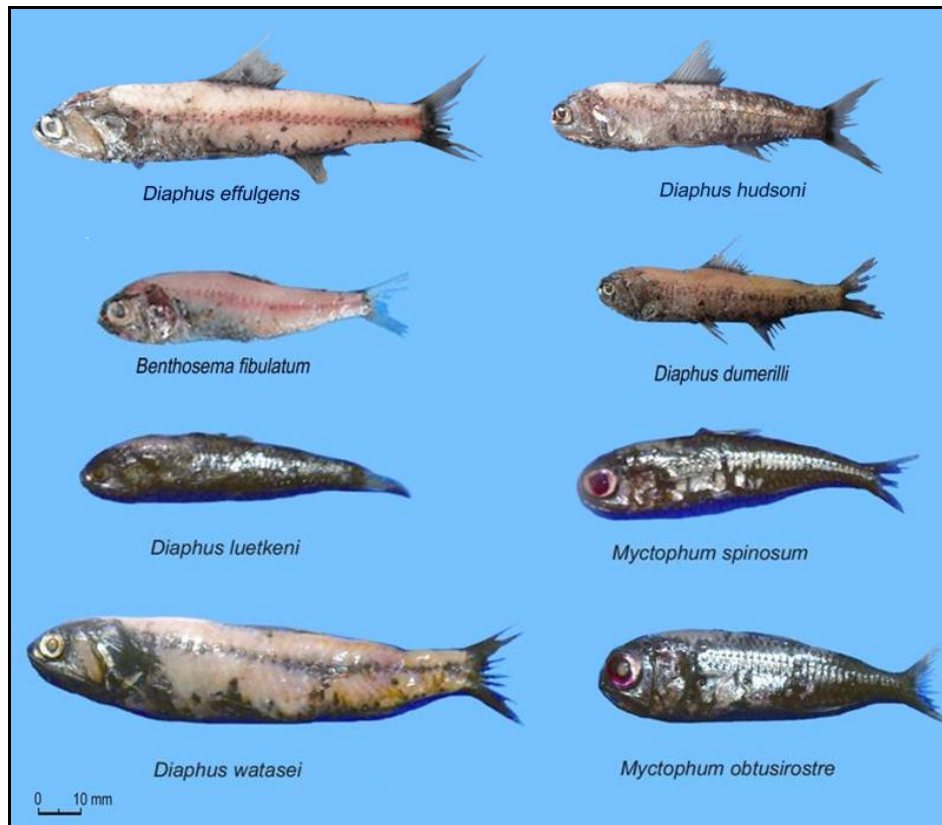 Diaphus effulgens
Diaphus hudsoni
Benthosema fibulatum
Diaphus dumerilli
Diaphus luetkeni
Myctophum spinosum
Diaphus watasei
Myctophum obtusirostre
0 10 mm